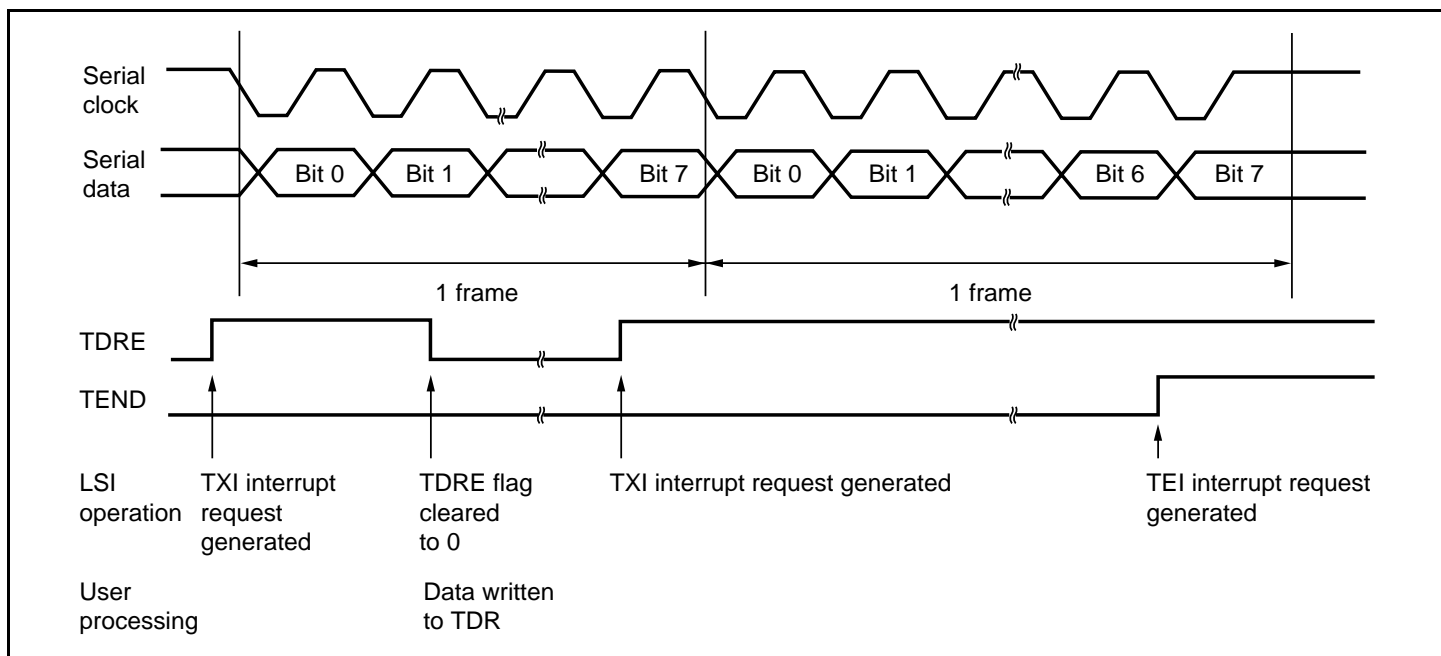 Serial
clock
Serial
data
Bit 0
Bit 1
Bit 7
Bit 0
Bit 1
Bit 6
Bit 7
1 frame
1 frame
TDRE
TEND
LSI
operation
TXI interrupt
request
generated
TDRE flag
cleared
to 0
TXI interrupt request generated
TEI interrupt request
generated
User
processing
Data written
to TDR